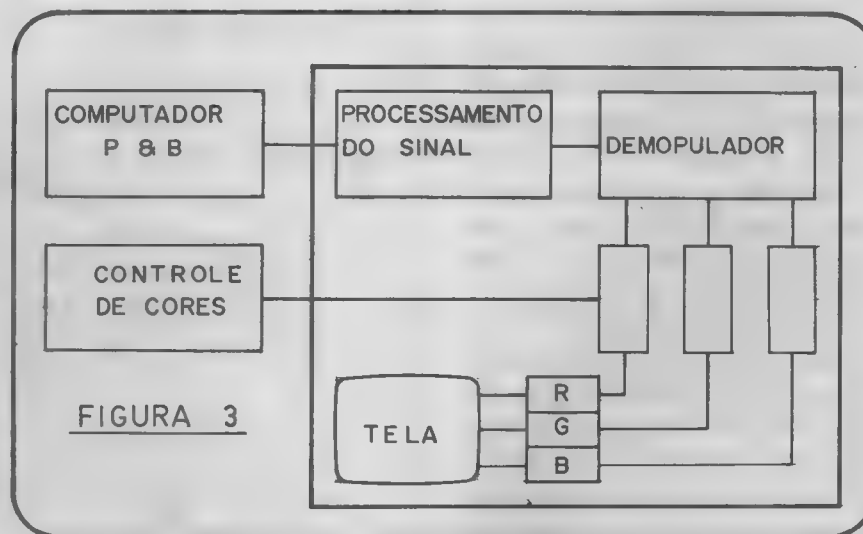 COMPUTADOR
P & B
PROCESSAMENTO
DO SINAL
DEMOPULADOR
CONTROLE
DE CORES
FIGURA 3
TELA
R
G
B